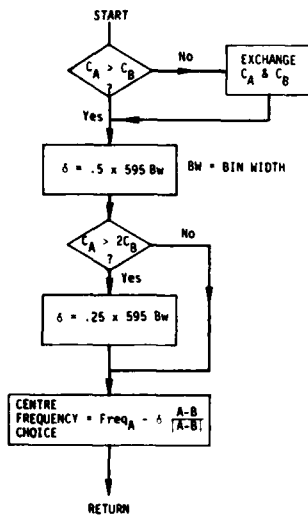 START
C_A > C_B
?
No
EXCHANGE
C_A & C_B
Yes
δ = .5 x 595 Bw
BW = BIN WIDTH
C_A > 2C_B
?
No
Yes
δ = .25 x 595 Bw
CENTRE
FREQUENCY = Freq_A - δ (A-B)/|A-B|
CHOICE
RETURN